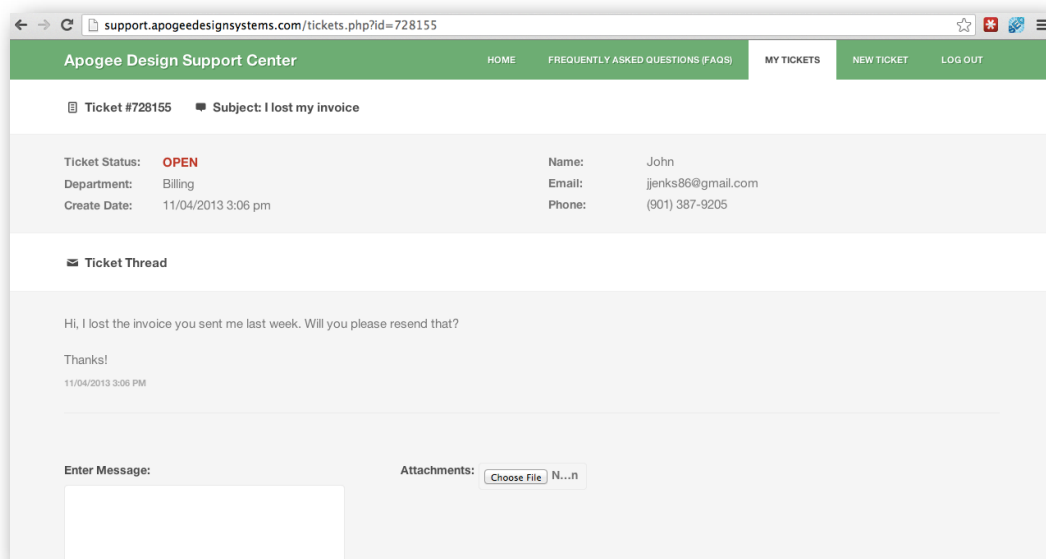 support.apogeedesignsystems.com/tickets.php?id=728155
Apogee Design Support Center HOME FREQUENTLY ASKED QUESTIONS (FAQS) MY TICKETS NEW TICKET LOG OUT
Ticket #728155 Subject: I lost my invoice
Ticket Status: OPEN Name: John
Department: Billing Email: jjenks86@gmail.com
Create Date: 11/04/2013 3:06 pm Phone: (901) 387-9205
Ticket Thread
Hi, I lost the invoice you sent me last week. Will you please resend that?
Thanks!
11/04/2013 3:06 PM
Enter Message: Attachments: Choose File N...n